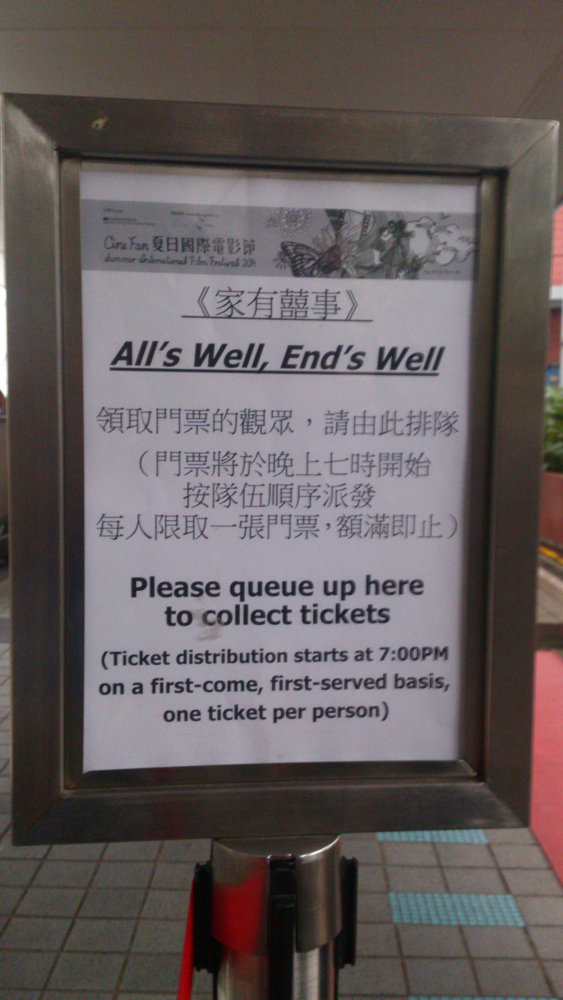 Cine Fan 夏日國際電影節
Summer International Film Festival 2014
《家有囍事》
All's Well, End's Well
領取門票的觀眾，請由此排隊
（門票將於晚上七時開始
按隊伍順序派發
每人限取一張門票，額滿即止）
Please queue up here
to collect tickets
(Ticket distribution starts at 7:00PM
on a first-come, first-served basis,
one ticket per person)